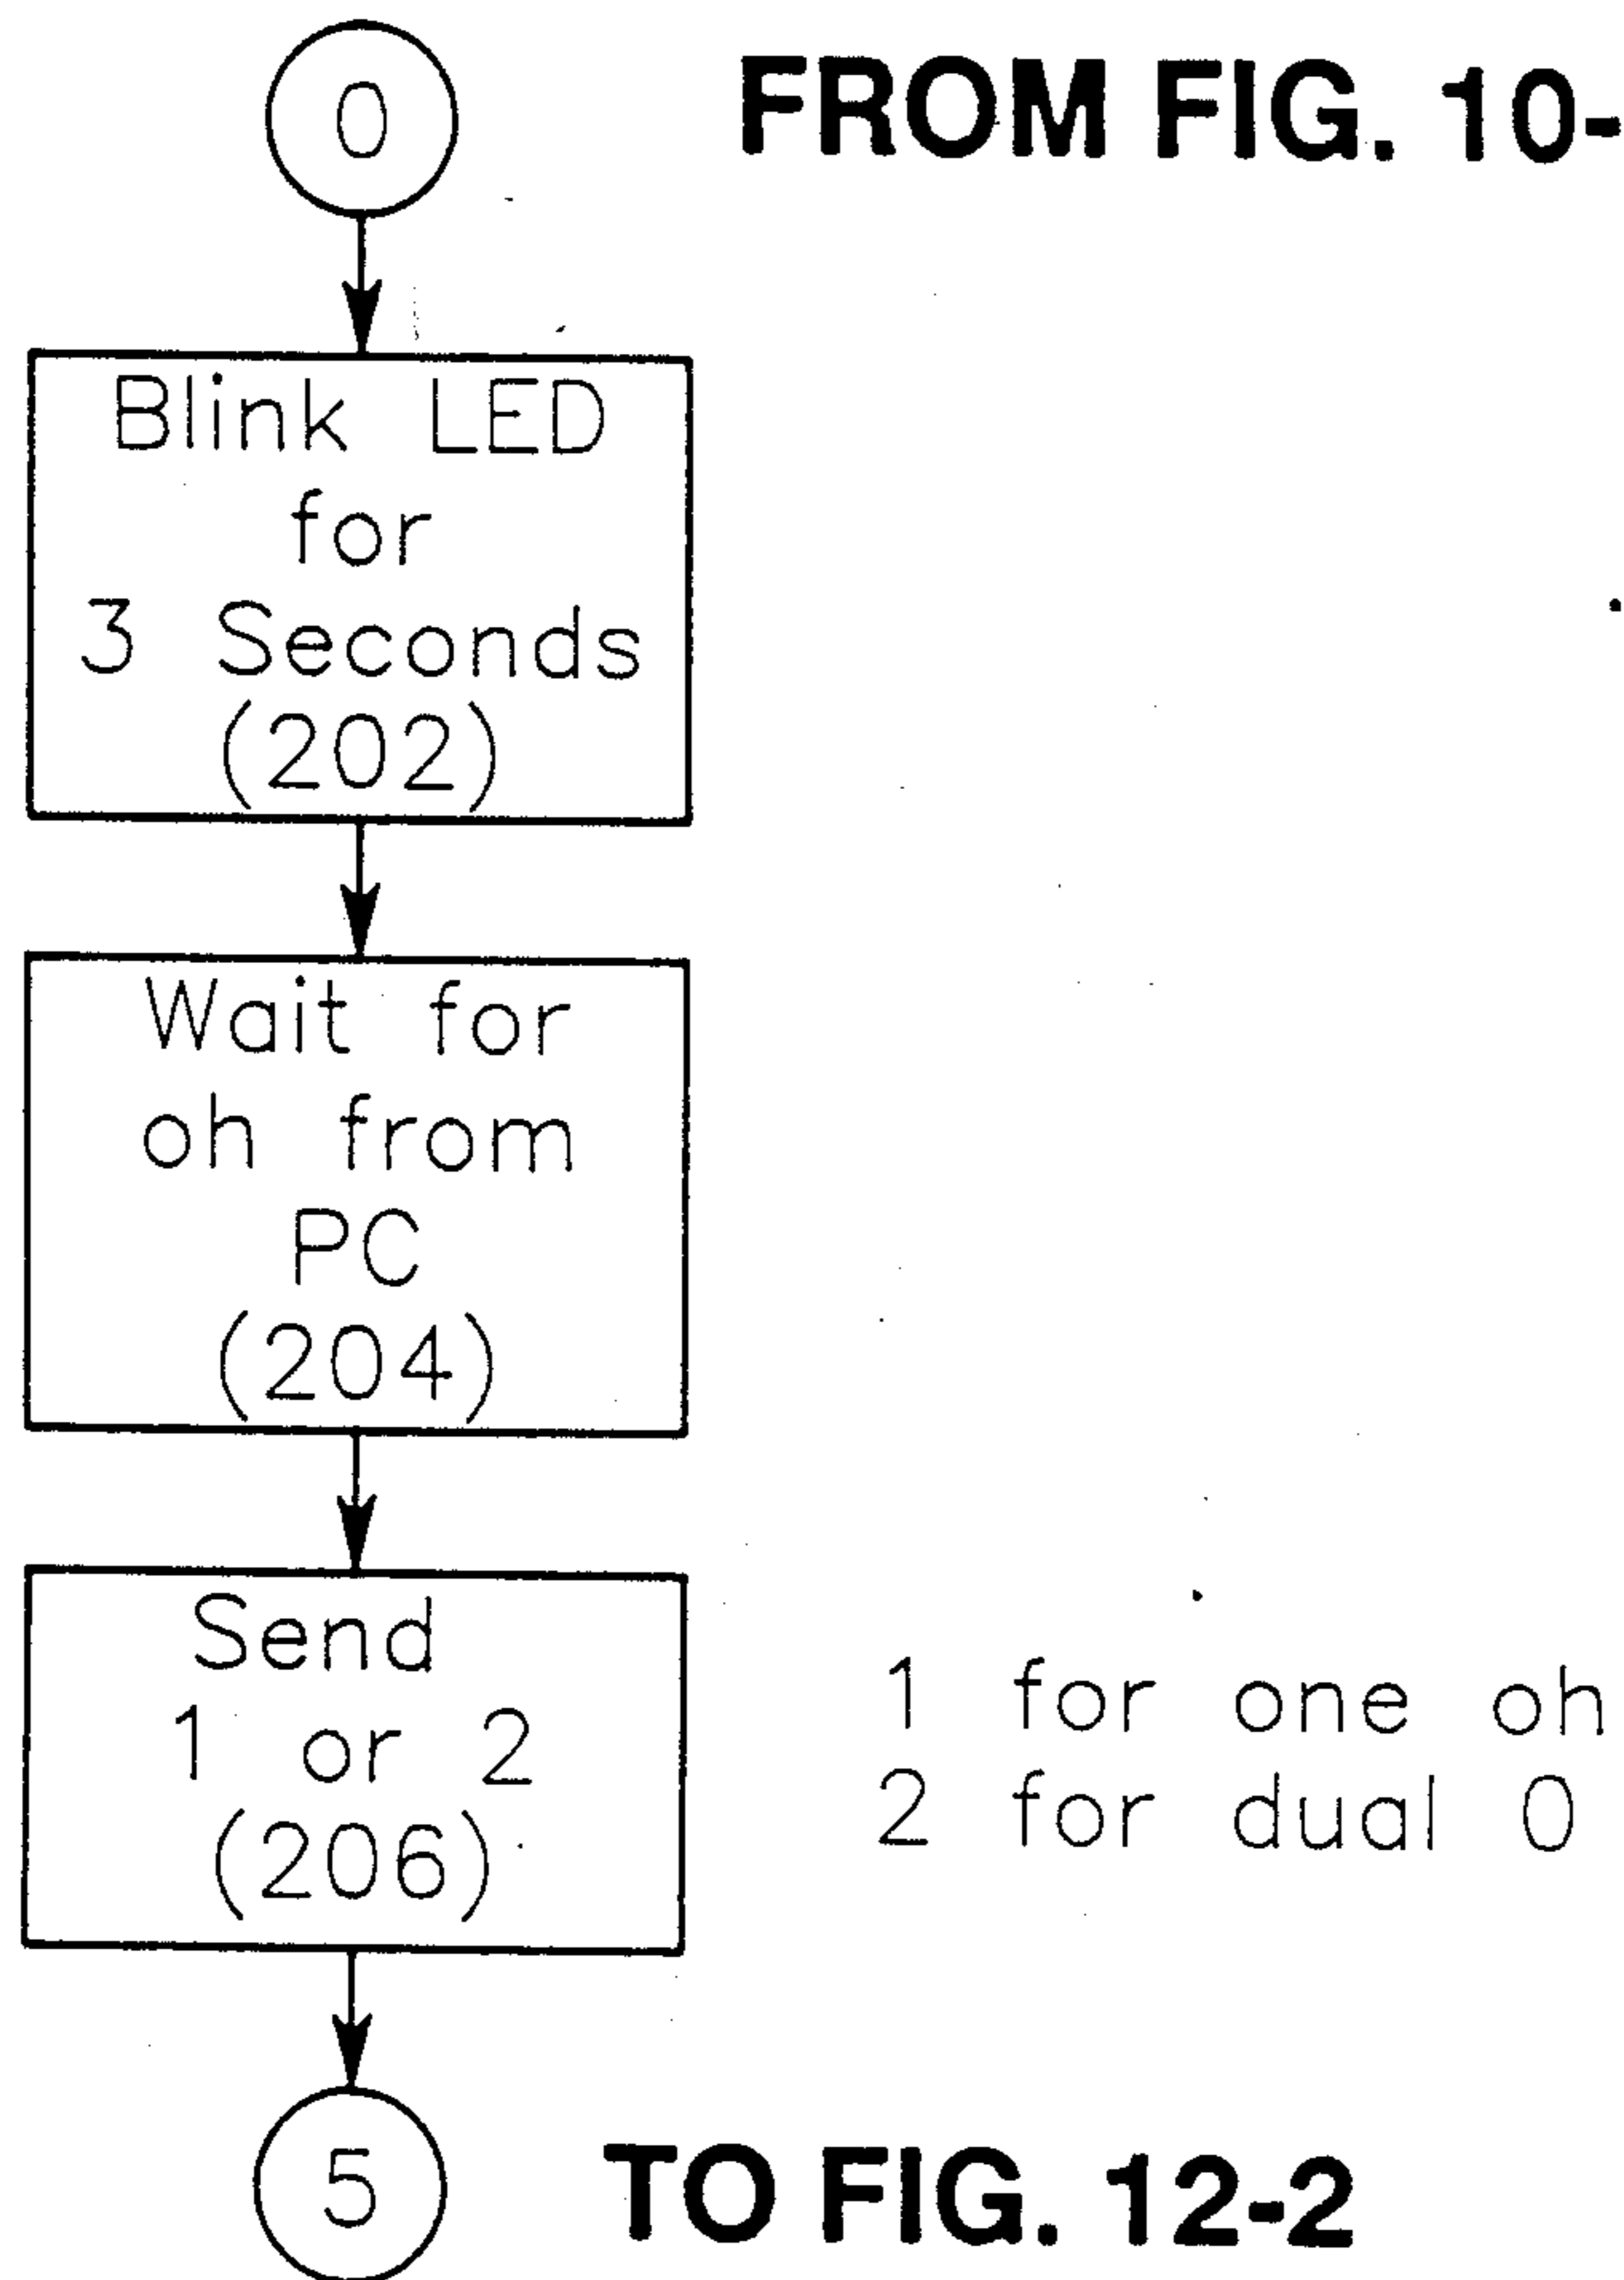 0
FROM FIG. 10-
Blink LED
for
3 Seconds
(202)
Wait for
oh from
PC
(204)
Send
1 or 2
(206)
1 for one oh
2 for dual 0
5
TO FIG. 12-2